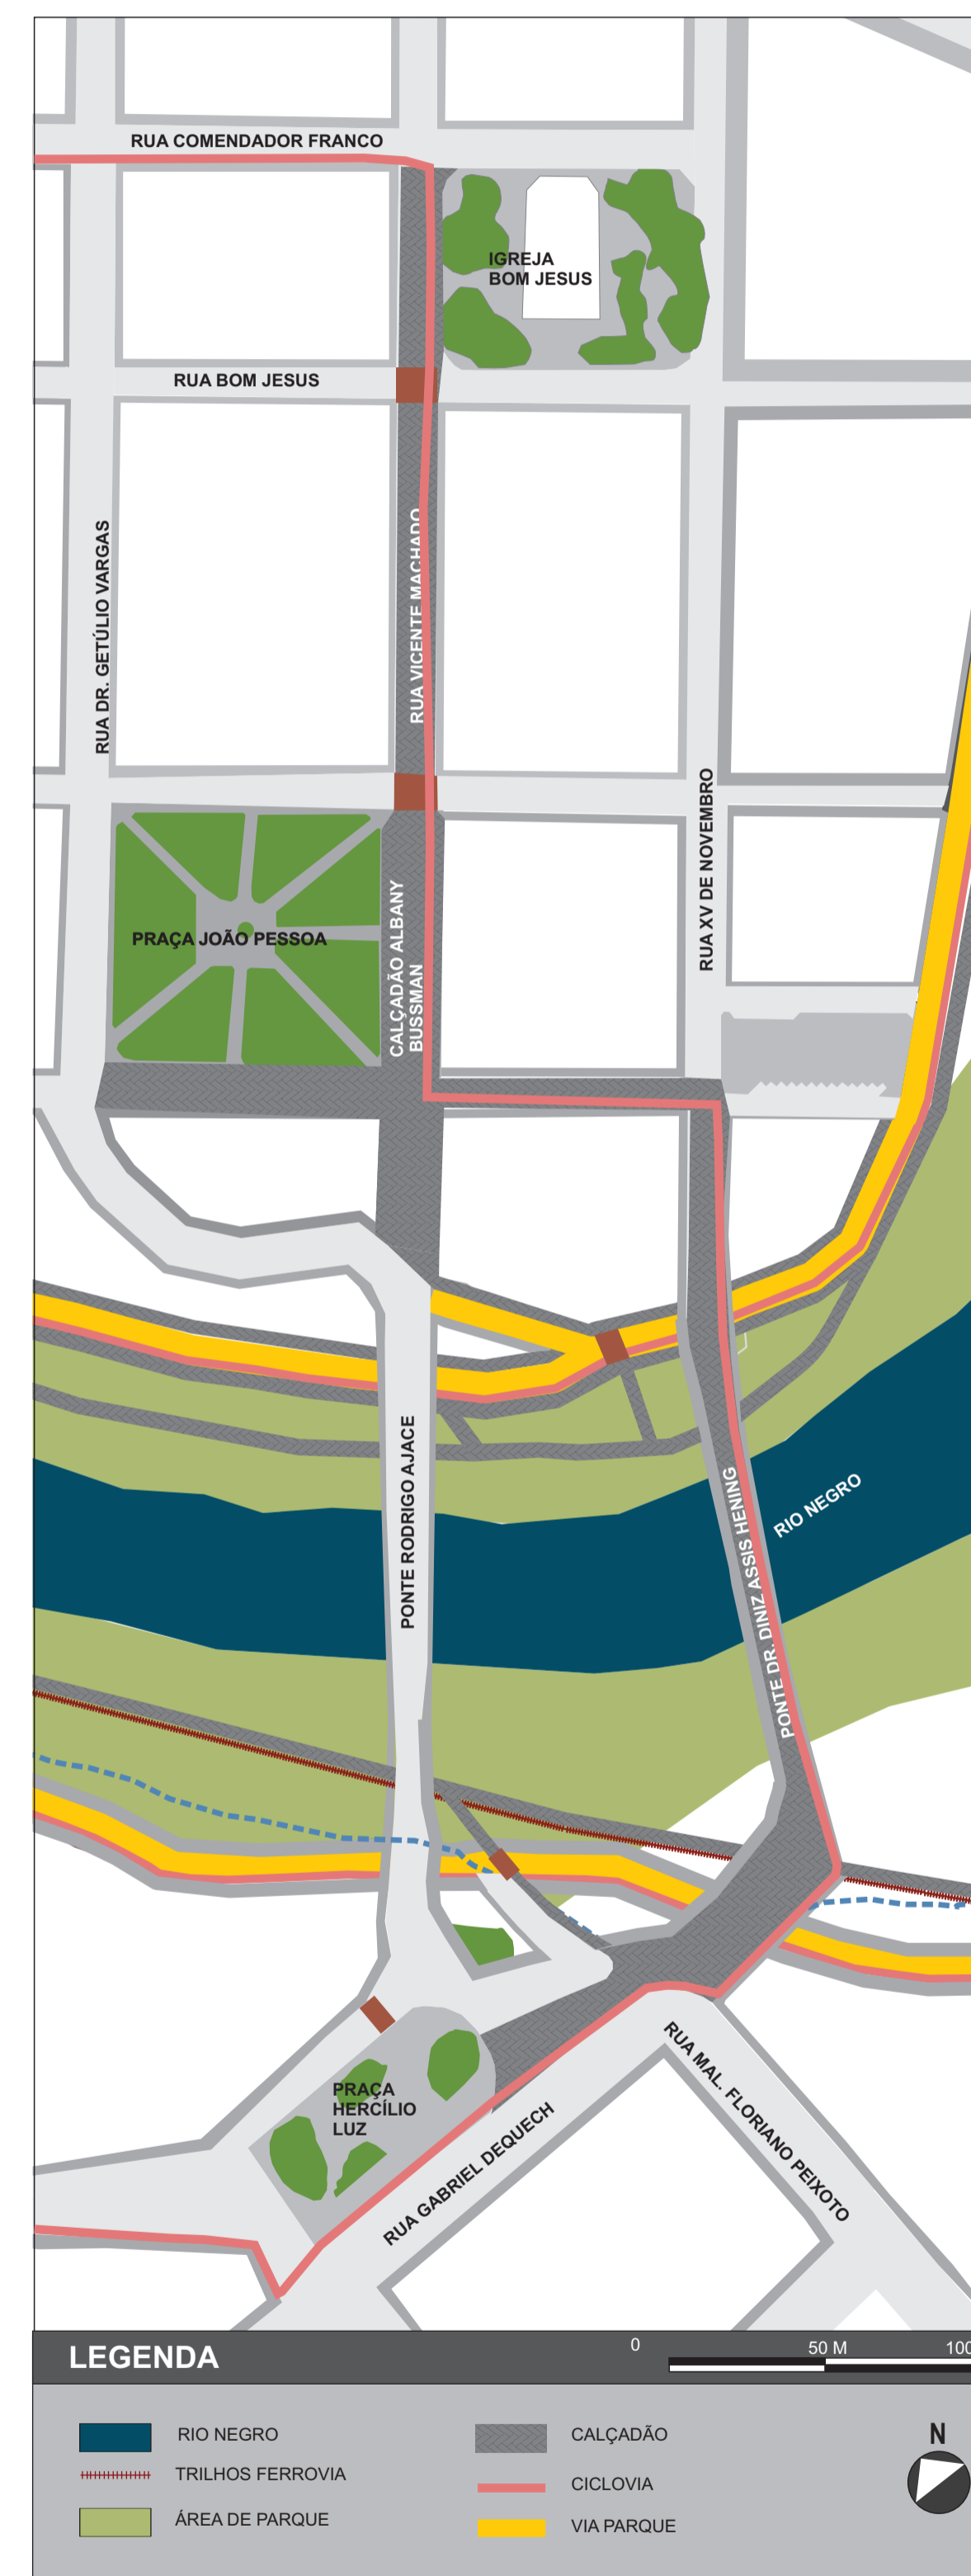 RUA COMENDADOR FRANCO
IGREJA
BOM JESUS
RUA BOM JESUS
RUA DR. GETÚLIO VARGAS
RUA VICENTE MACHADO
RUA XV DE NOVEMBRO
PRAÇA JOÃO PESSOA
CALÇADÃO ALBANY
BUSSMAN
PONTE RODRIGO AJACE
PONTE DR. DINIZ ASSIS HENING
RIO NEGRO
PRAÇA
HERCÍLIO
LUZ
RUA GABRIEL DEQUECH
RUA MAL. FLORIANO PEIXOTO
LEGENDA
0 50 M 100
RIO NEGRO
TRILHOS FERROVIA
ÁREA DE PARQUE
CALÇADÃO
CICLOVIA
VIA PARQUE
N